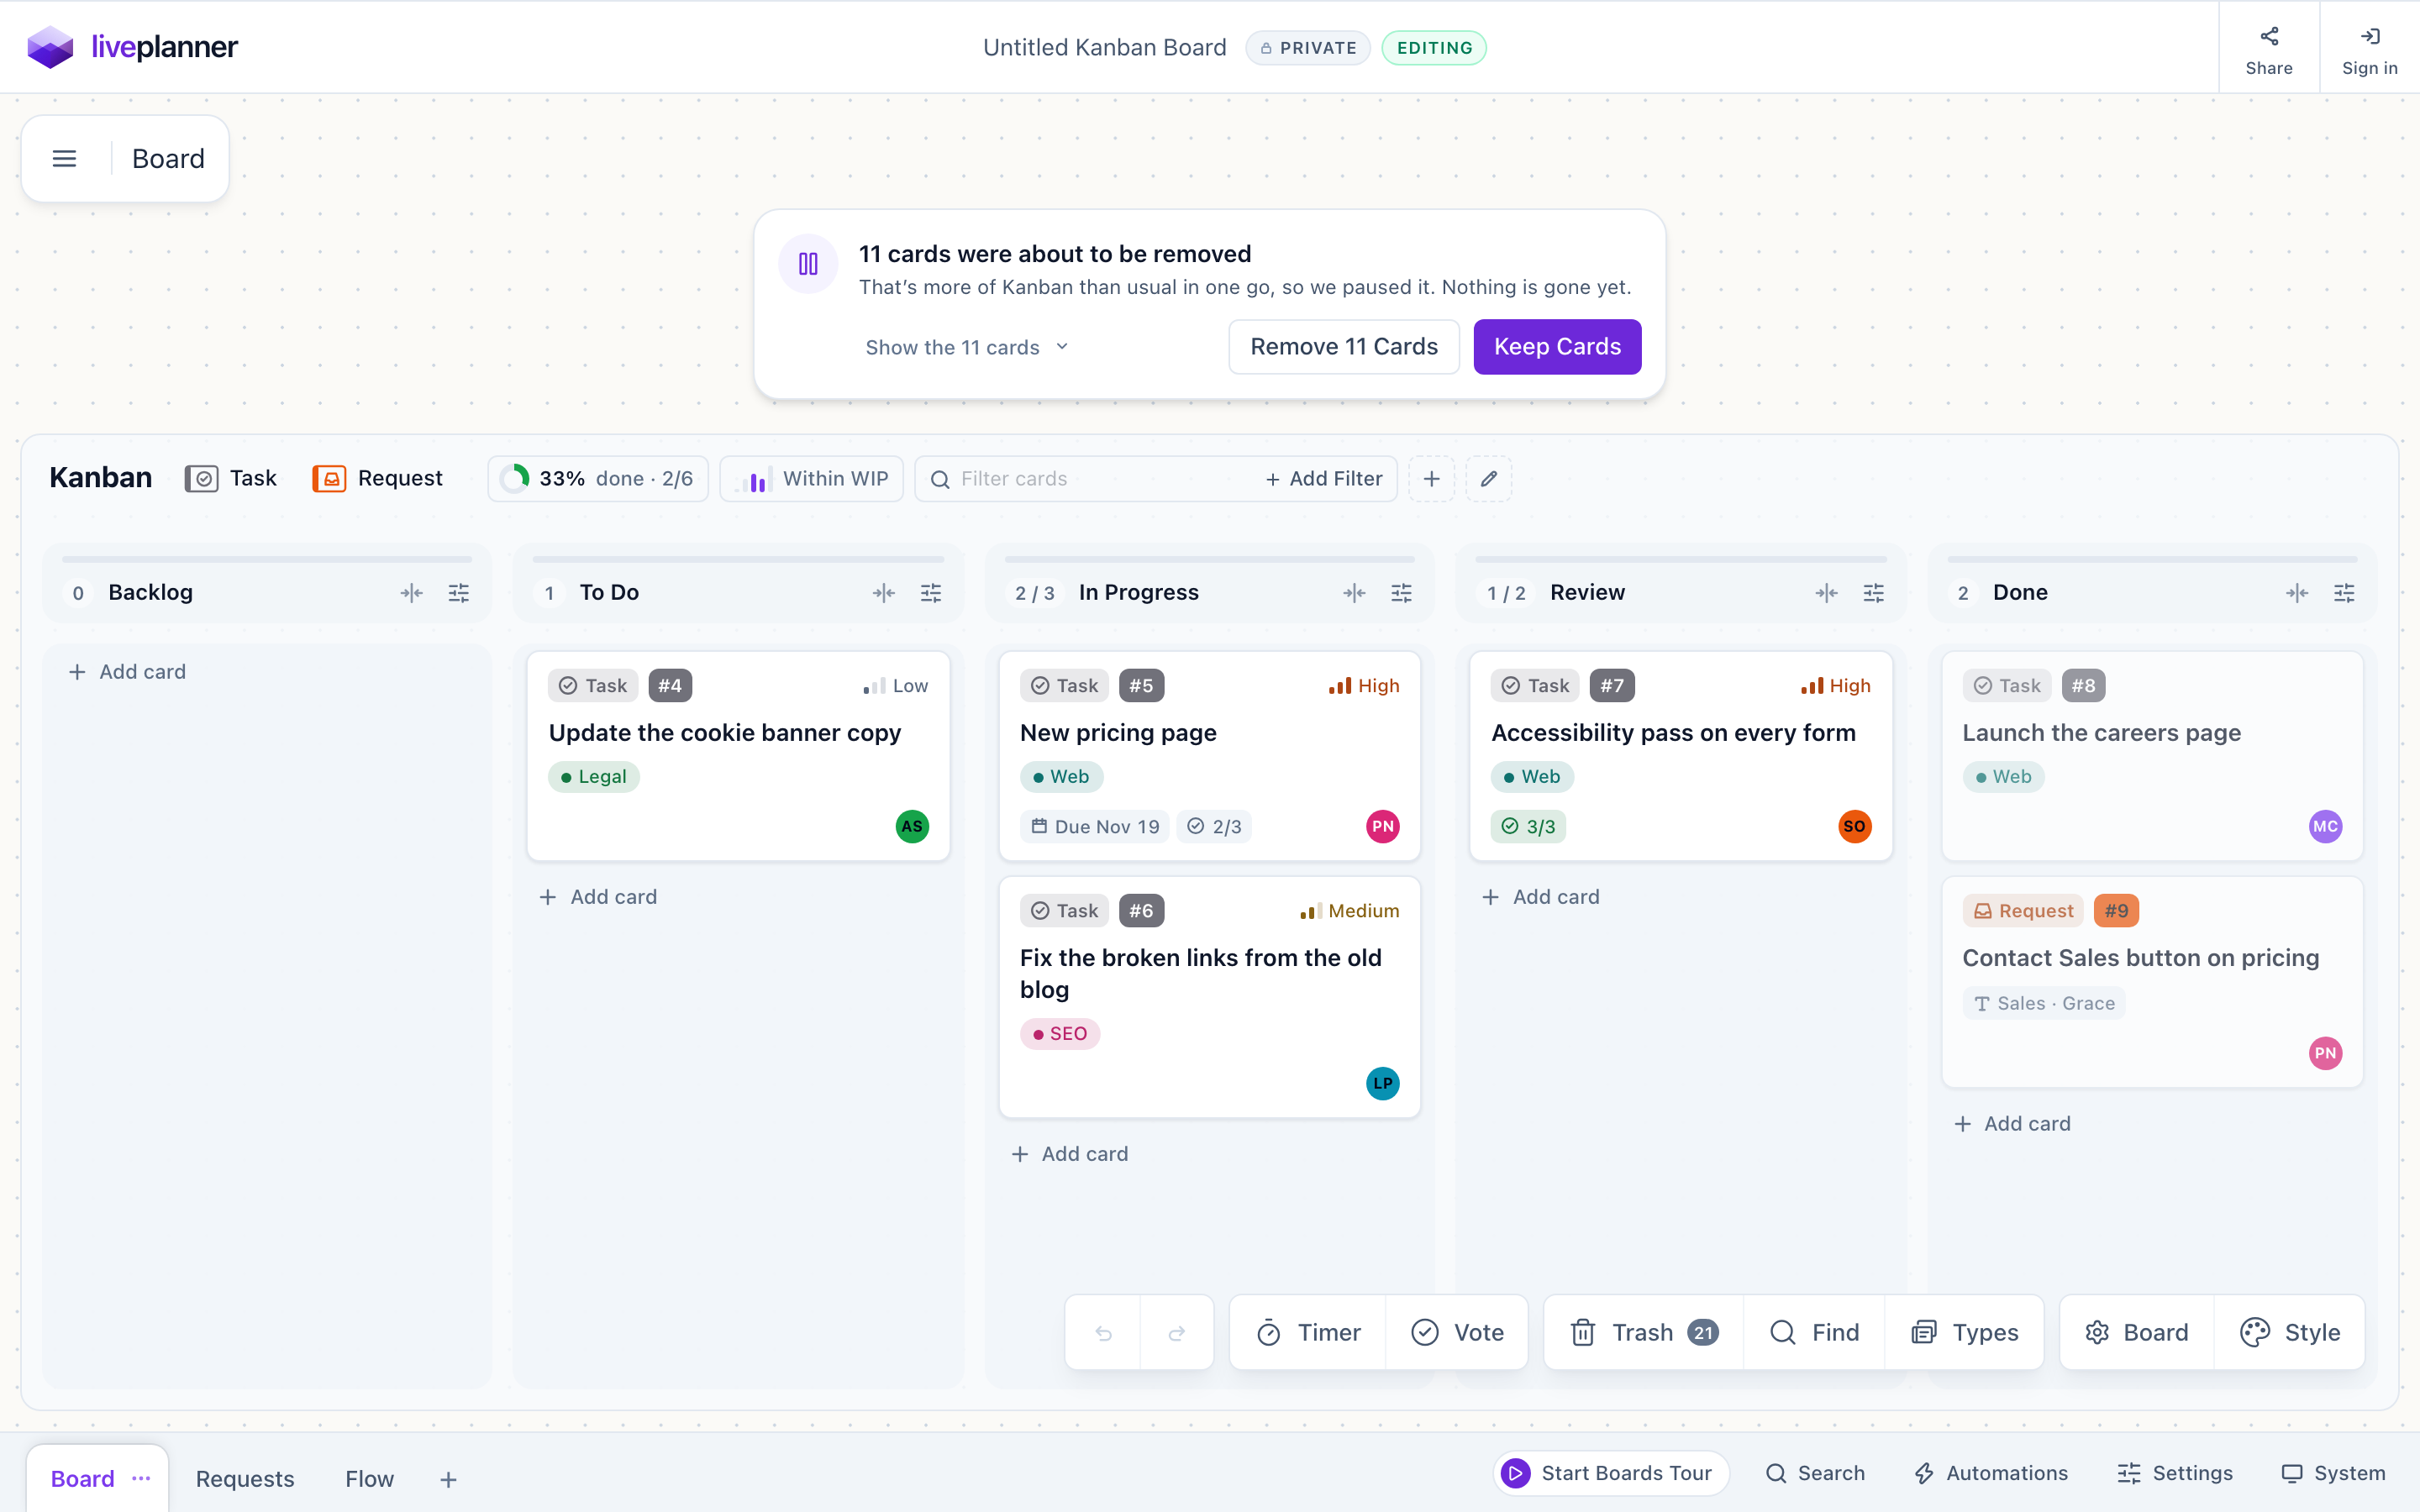 liveplanner
Untitled Kanban Board
PRIVATE
EDITING
Share
Sign in
Board
11 cards were about to be removed
That’s more of Kanban than usual in one go, so we paused it. Nothing is gone yet.
Show the 11 cards
Remove 11 Cards
Keep Cards
Kanban
Task
Request
33% done · 2/6
Within WIP
Filter cards
+ Add Filter
0 Backlog
1 To Do
2 / 3 In Progress
1 / 2 Review
2 Done
+ Add card
Task #4 Low
Update the cookie banner copy
Legal
AS
+ Add card
Task #5 High
New pricing page
Web
Due Nov 19 2/3 PN
Task #6 Medium
Fix the broken links from the old
blog
SEO
LP
+ Add card
Task #7 High
Accessibility pass on every form
Web
3/3 SO
+ Add card
Task #8
Launch the careers page
Web
MC
Request #9
Contact Sales button on pricing
Sales · Grace
PN
+ Add card
Timer
Vote
Trash 21
Find
Types
Board
Style
Board
Requests
Flow
Start Boards Tour
Search
Automations
Settings
System